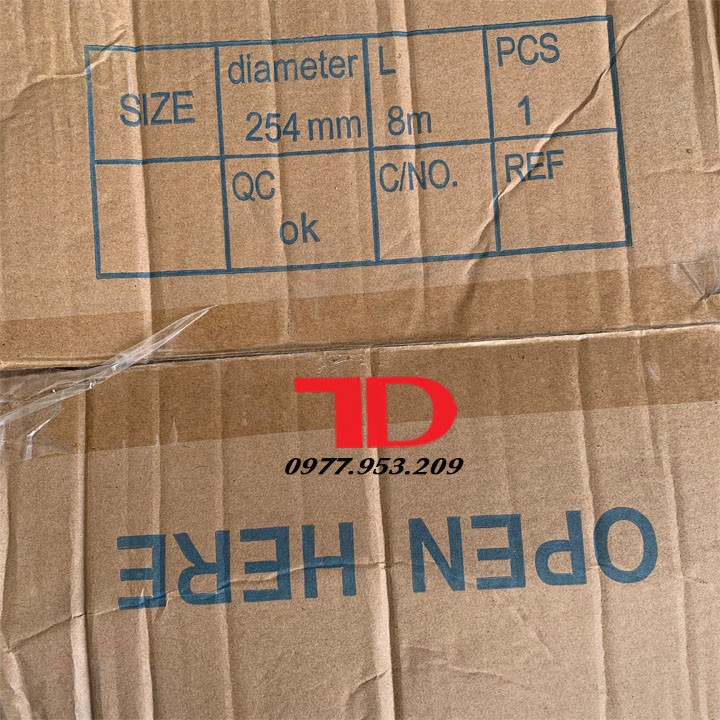 SIZE
diameter
254 mm
L
8m
PCS
1
QC
ok
C/NO.
REF
TD
0977.953.209
OPEN HERE